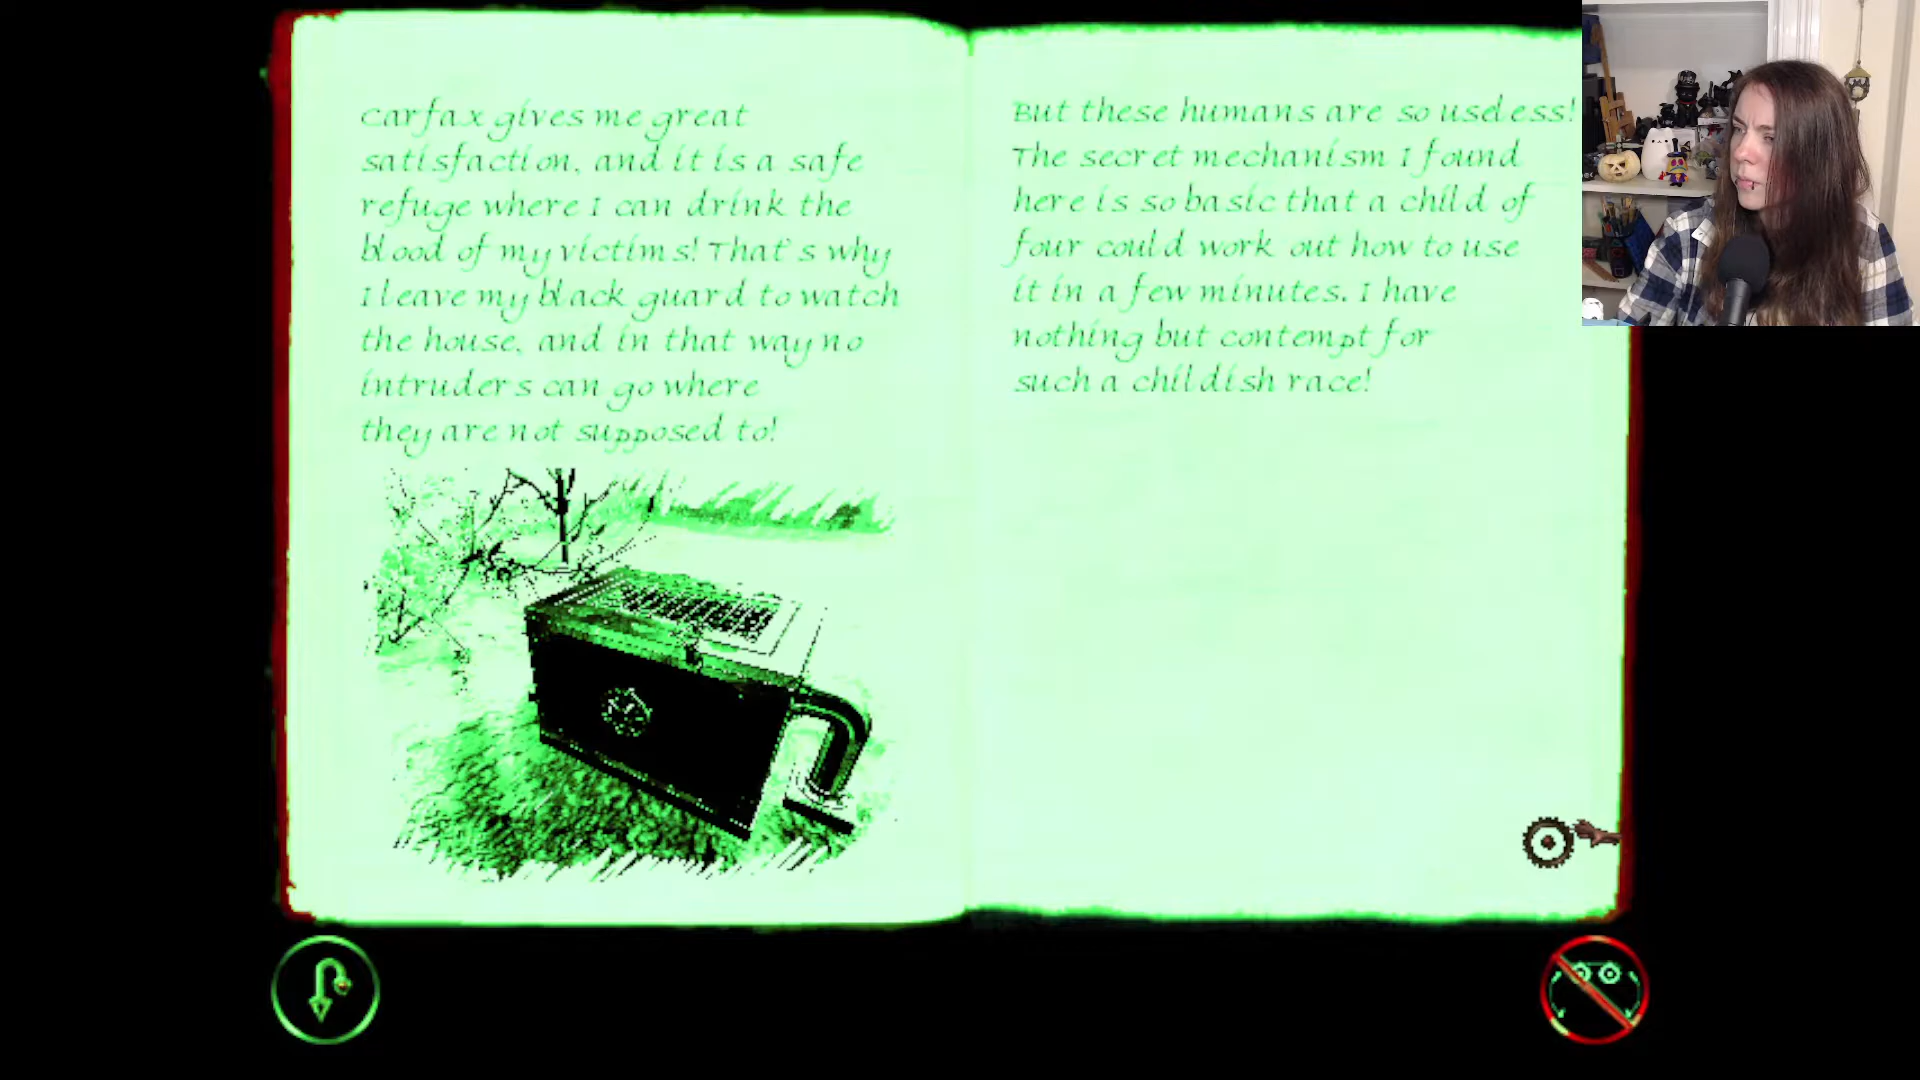 Carfax gives me great
satisfaction, and it is a safe
refuge where I can drink the
blood of my victims! That's why
I leave my black guard to watch
the house, and in that way no
intruders can go where
they are not supposed to!
But these humans are so useless!
The secret mechanism I found
here is so basic that a child of
four could work out how to use
it in a few minutes. I have
nothing but contempt for
such a childish race!